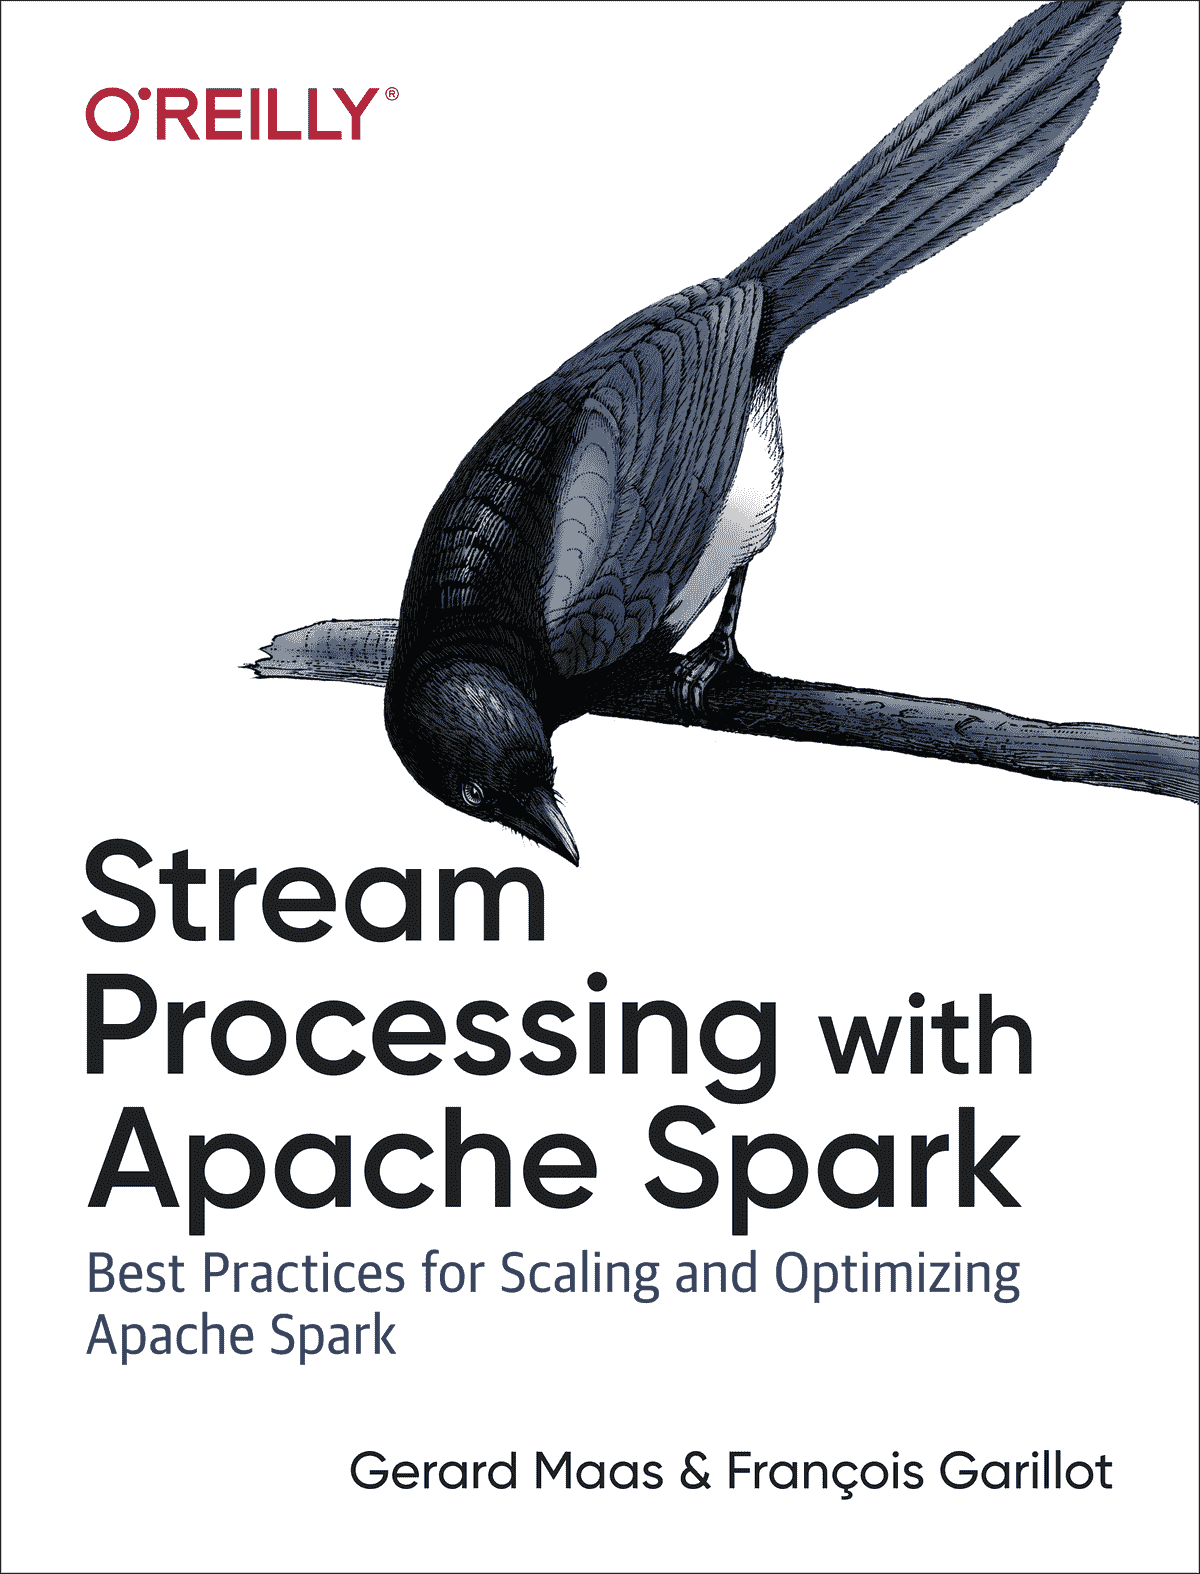 O'REILLY®
Stream
Processing with
Apache Spark
Best Practices for Scaling and Optimizing
Apache Spark
Gerard Maas & François Garillot